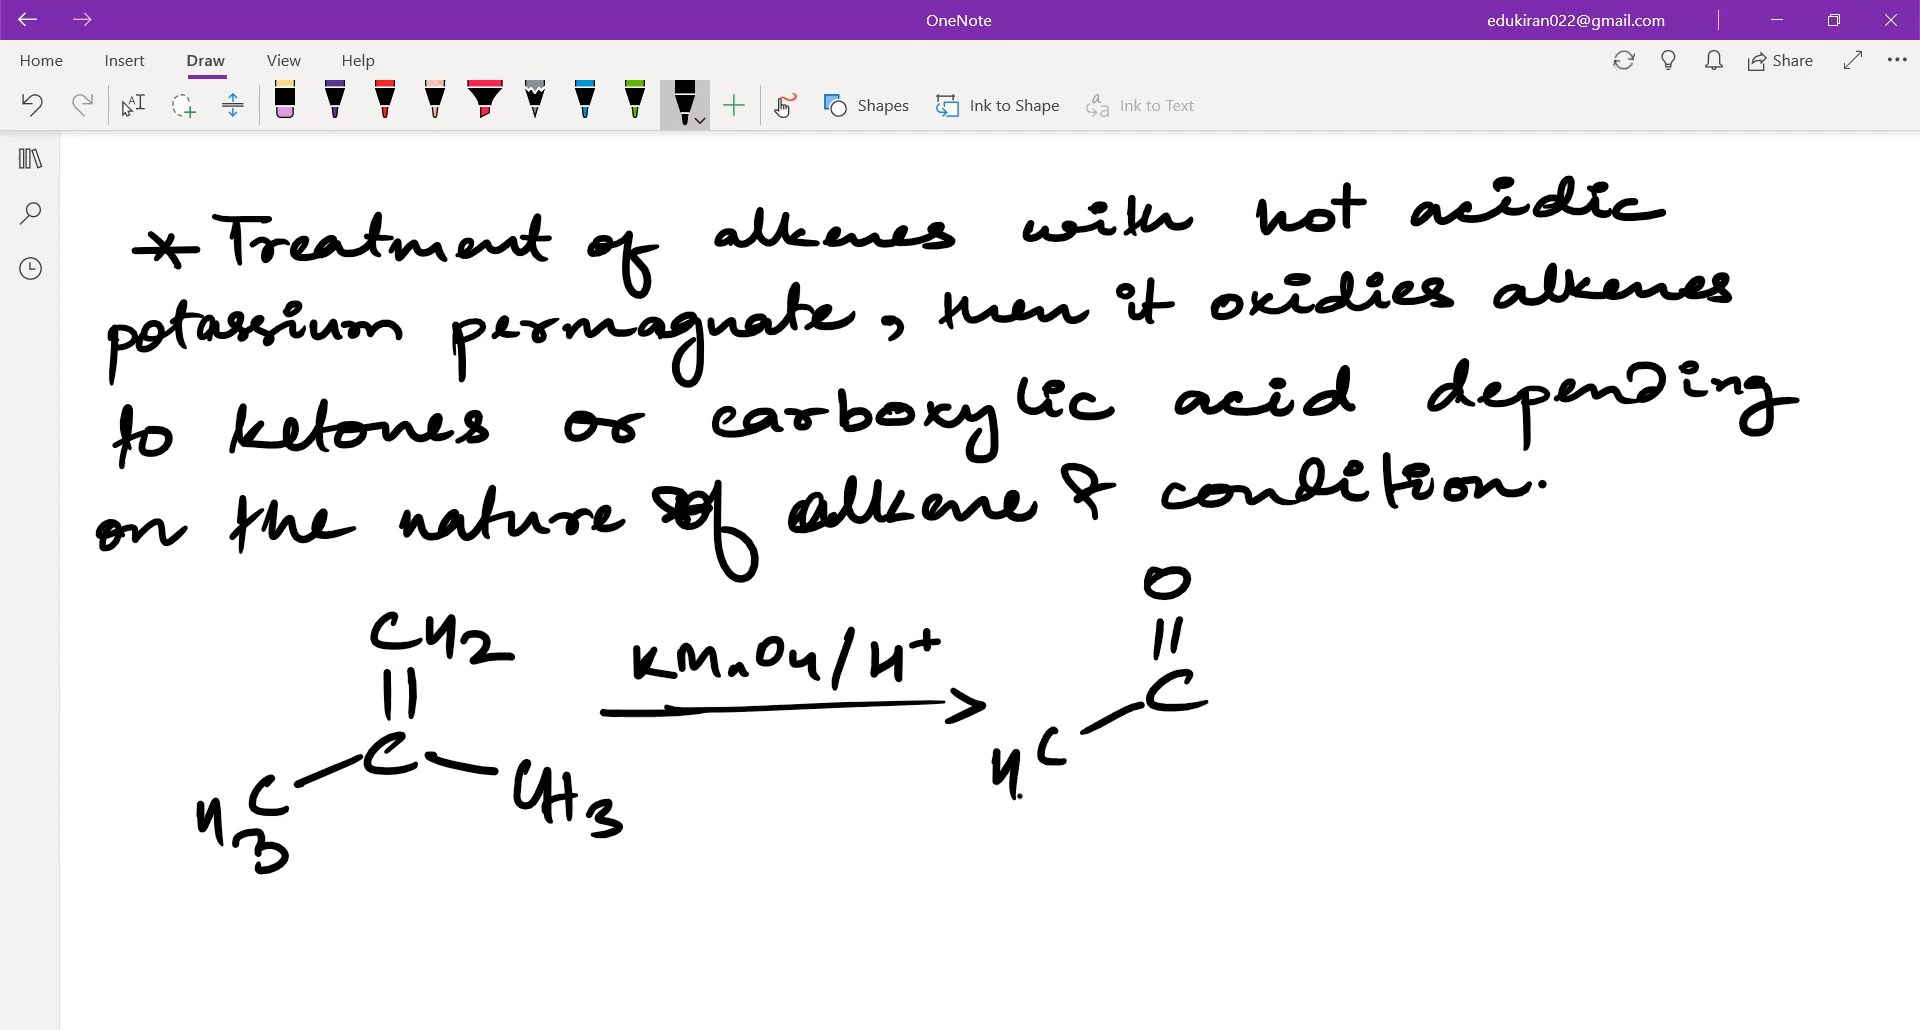 OneNote
edukiran022@gmail.com
Home Insert Draw View Help
Share
Shapes Ink to Shape Ink to Text
* Treatment of alkenes with hot acidic
potassium permagnate, then it oxidies alkenes
to ketones or carboxylic acid depending
on the nature of alkene & condition.
CH2
||
H3C - C - CH3
KMnO4/H+
O
||
C
HC